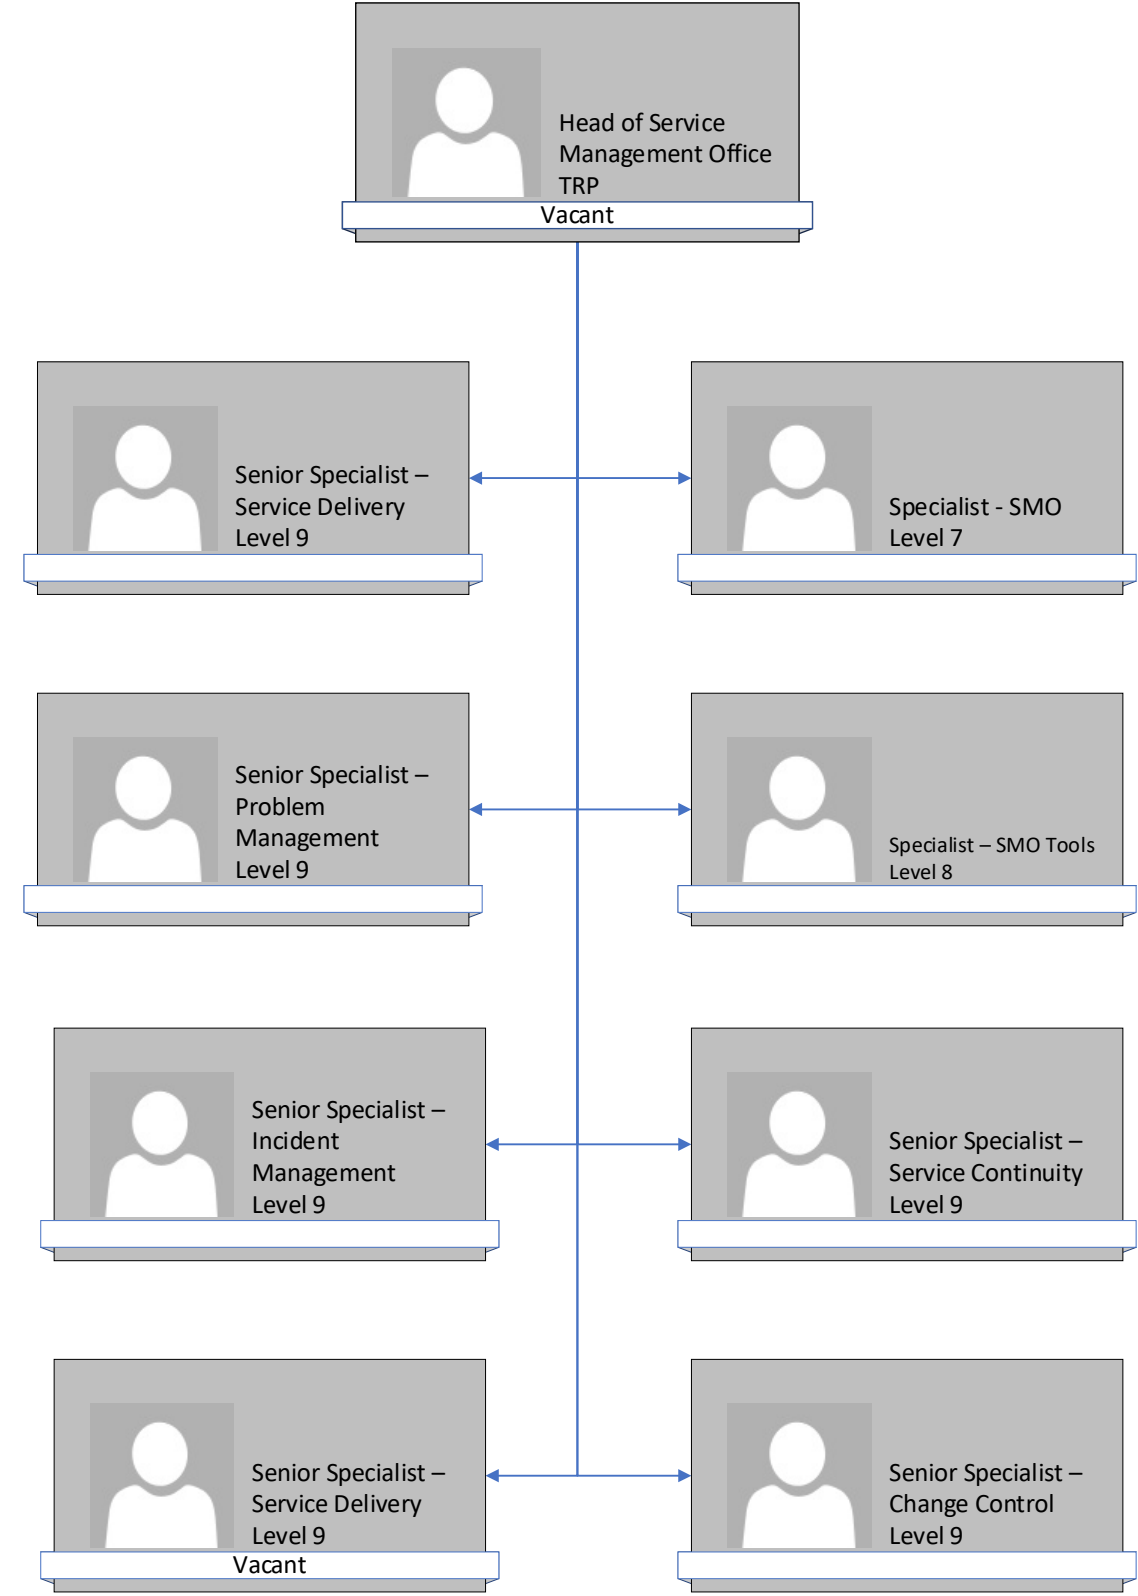 Head of Service
Management Office
TRP
Vacant
Senior Specialist –
Service Delivery
Level 9
Specialist - SMO
Level 7
Senior Specialist –
Problem
Management
Level 9
Specialist – SMO Tools
Level 8
Senior Specialist –
Incident
Management
Level 9
Senior Specialist –
Service Continuity
Level 9
Senior Specialist –
Service Delivery
Level 9
Vacant
Senior Specialist –
Change Control
Level 9